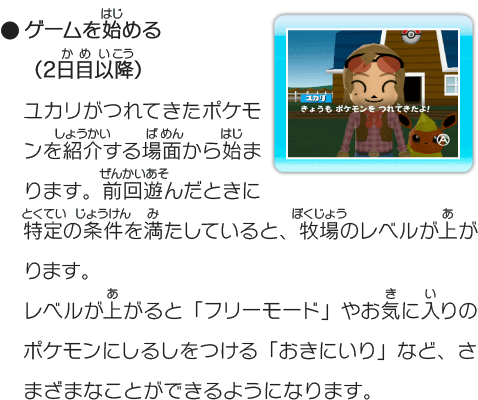 ● ゲームを始める
（2日目以降）
ユカリがつれてきたポケモ
ンを紹介する場面から始ま
ります。前回遊んだときに
特定の条件を満たしていると、牧場のレベルが上が
ります。
レベルが上がると「フリーモード」やお気に入りの
ポケモンにしるしをつける「おきにいり」など、さ
まざまなことができるようになります。
ユカリ
きょうも ポケモンを つれてきたよ！
A